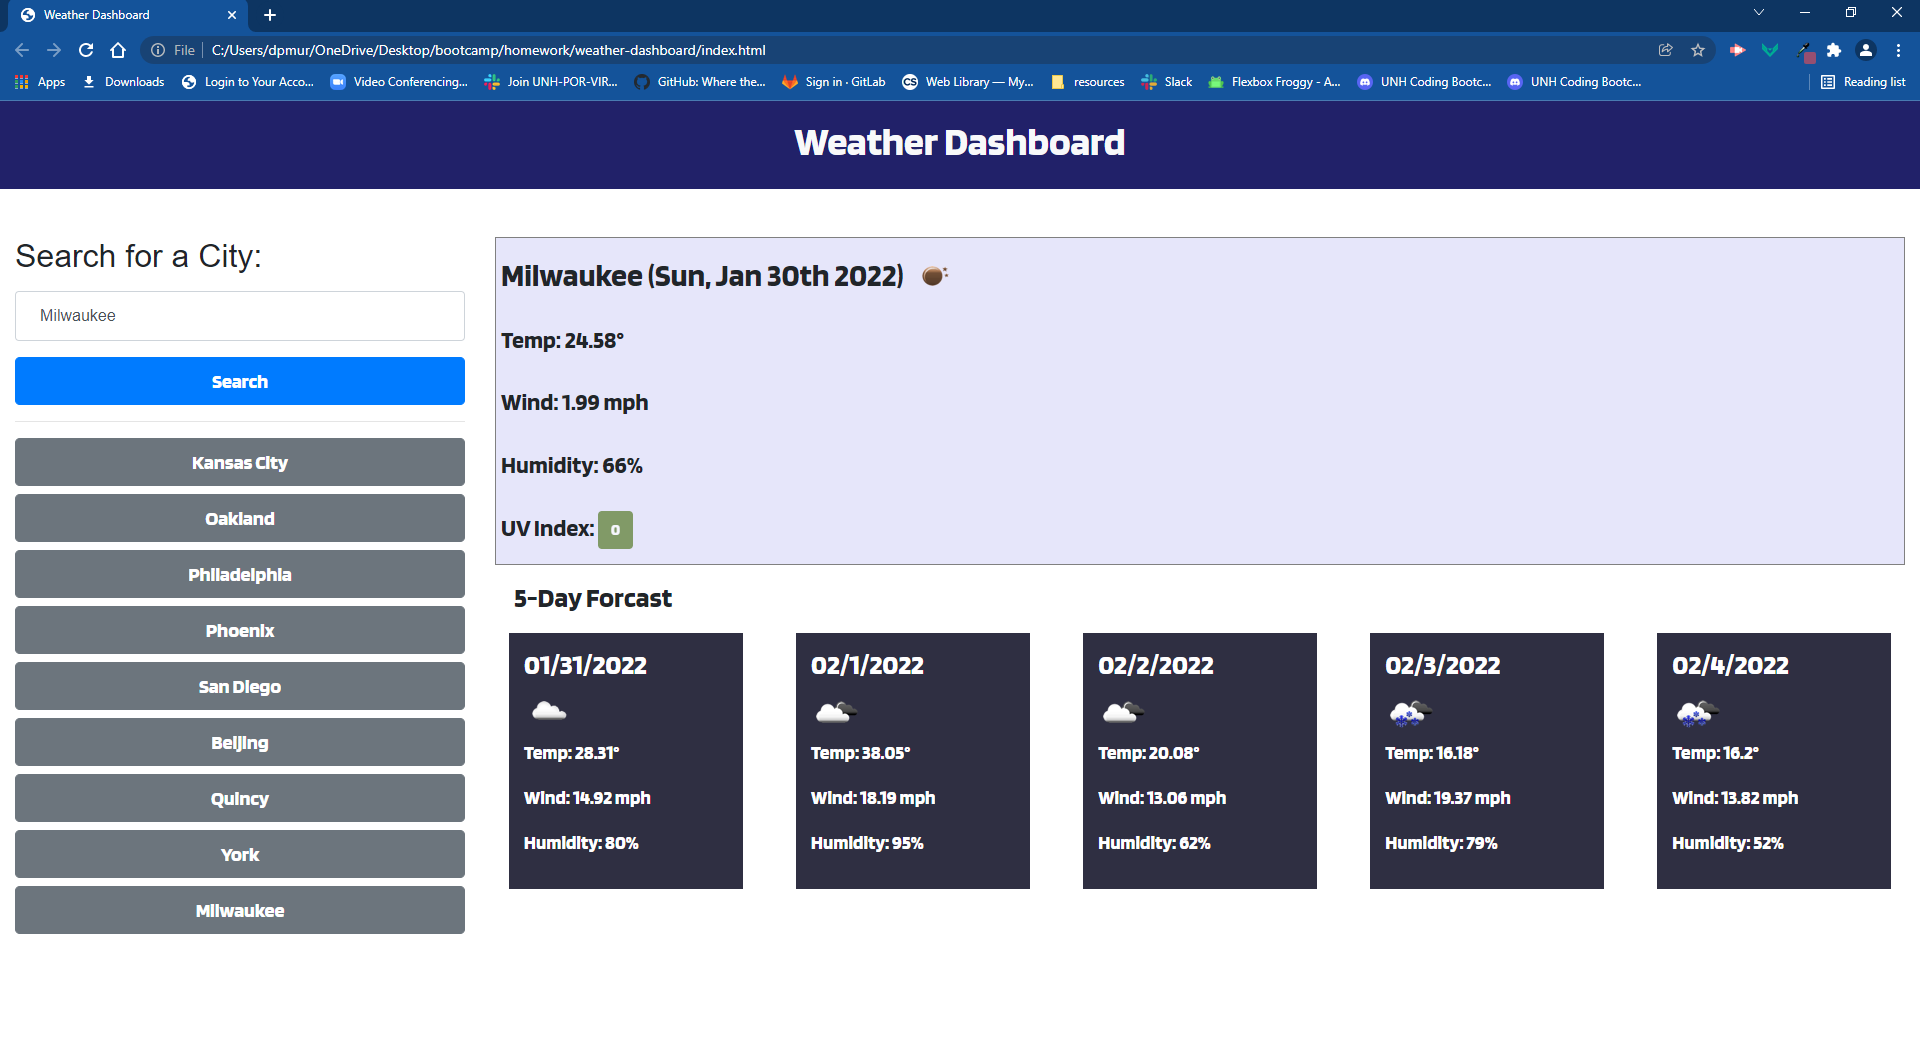 Weather Dashboard
File C:/Users/dpmur/OneDrive/Desktop/bootcamp/homework/weather-dashboard/index.html
Apps Downloads Login to Your Acco... Video Conferencing... Join UNH-POR-VIR... GitHub: Where the... Sign in · GitLab CS Web Library — My... resources Slack Flexbox Froggy - A... UNH Coding Bootc... UNH Coding Bootc... Reading list
Weather Dashboard
Search for a City:
Milwaukee
Search
Kansas City
Oakland
Philadelphia
Phoenix
San Diego
Beijing
Quincy
York
Milwaukee
Milwaukee (Sun, Jan 30th 2022)
Temp: 24.58°
Wind: 1.99 mph
Humidity: 66%
UV Index: 0
5-Day Forcast
01/31/2022
Temp: 28.31°
Wind: 14.92 mph
Humidity: 80%
02/1/2022
Temp: 38.05°
Wind: 18.19 mph
Humidity: 95%
02/2/2022
Temp: 20.08°
Wind: 13.06 mph
Humidity: 62%
02/3/2022
Temp: 16.18°
Wind: 19.37 mph
Humidity: 79%
02/4/2022
Temp: 16.2°
Wind: 13.82 mph
Humidity: 52%